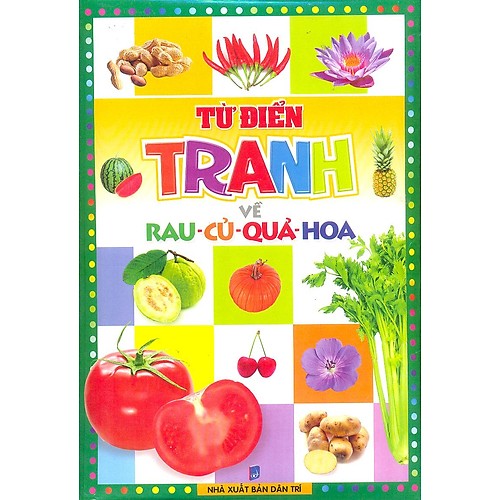 TỪ ĐIỂN
TRANH
VỀ
RAU-CỦ-QUẢ-HOA
NHÀ XUẤT BẢN DÂN TRÍ